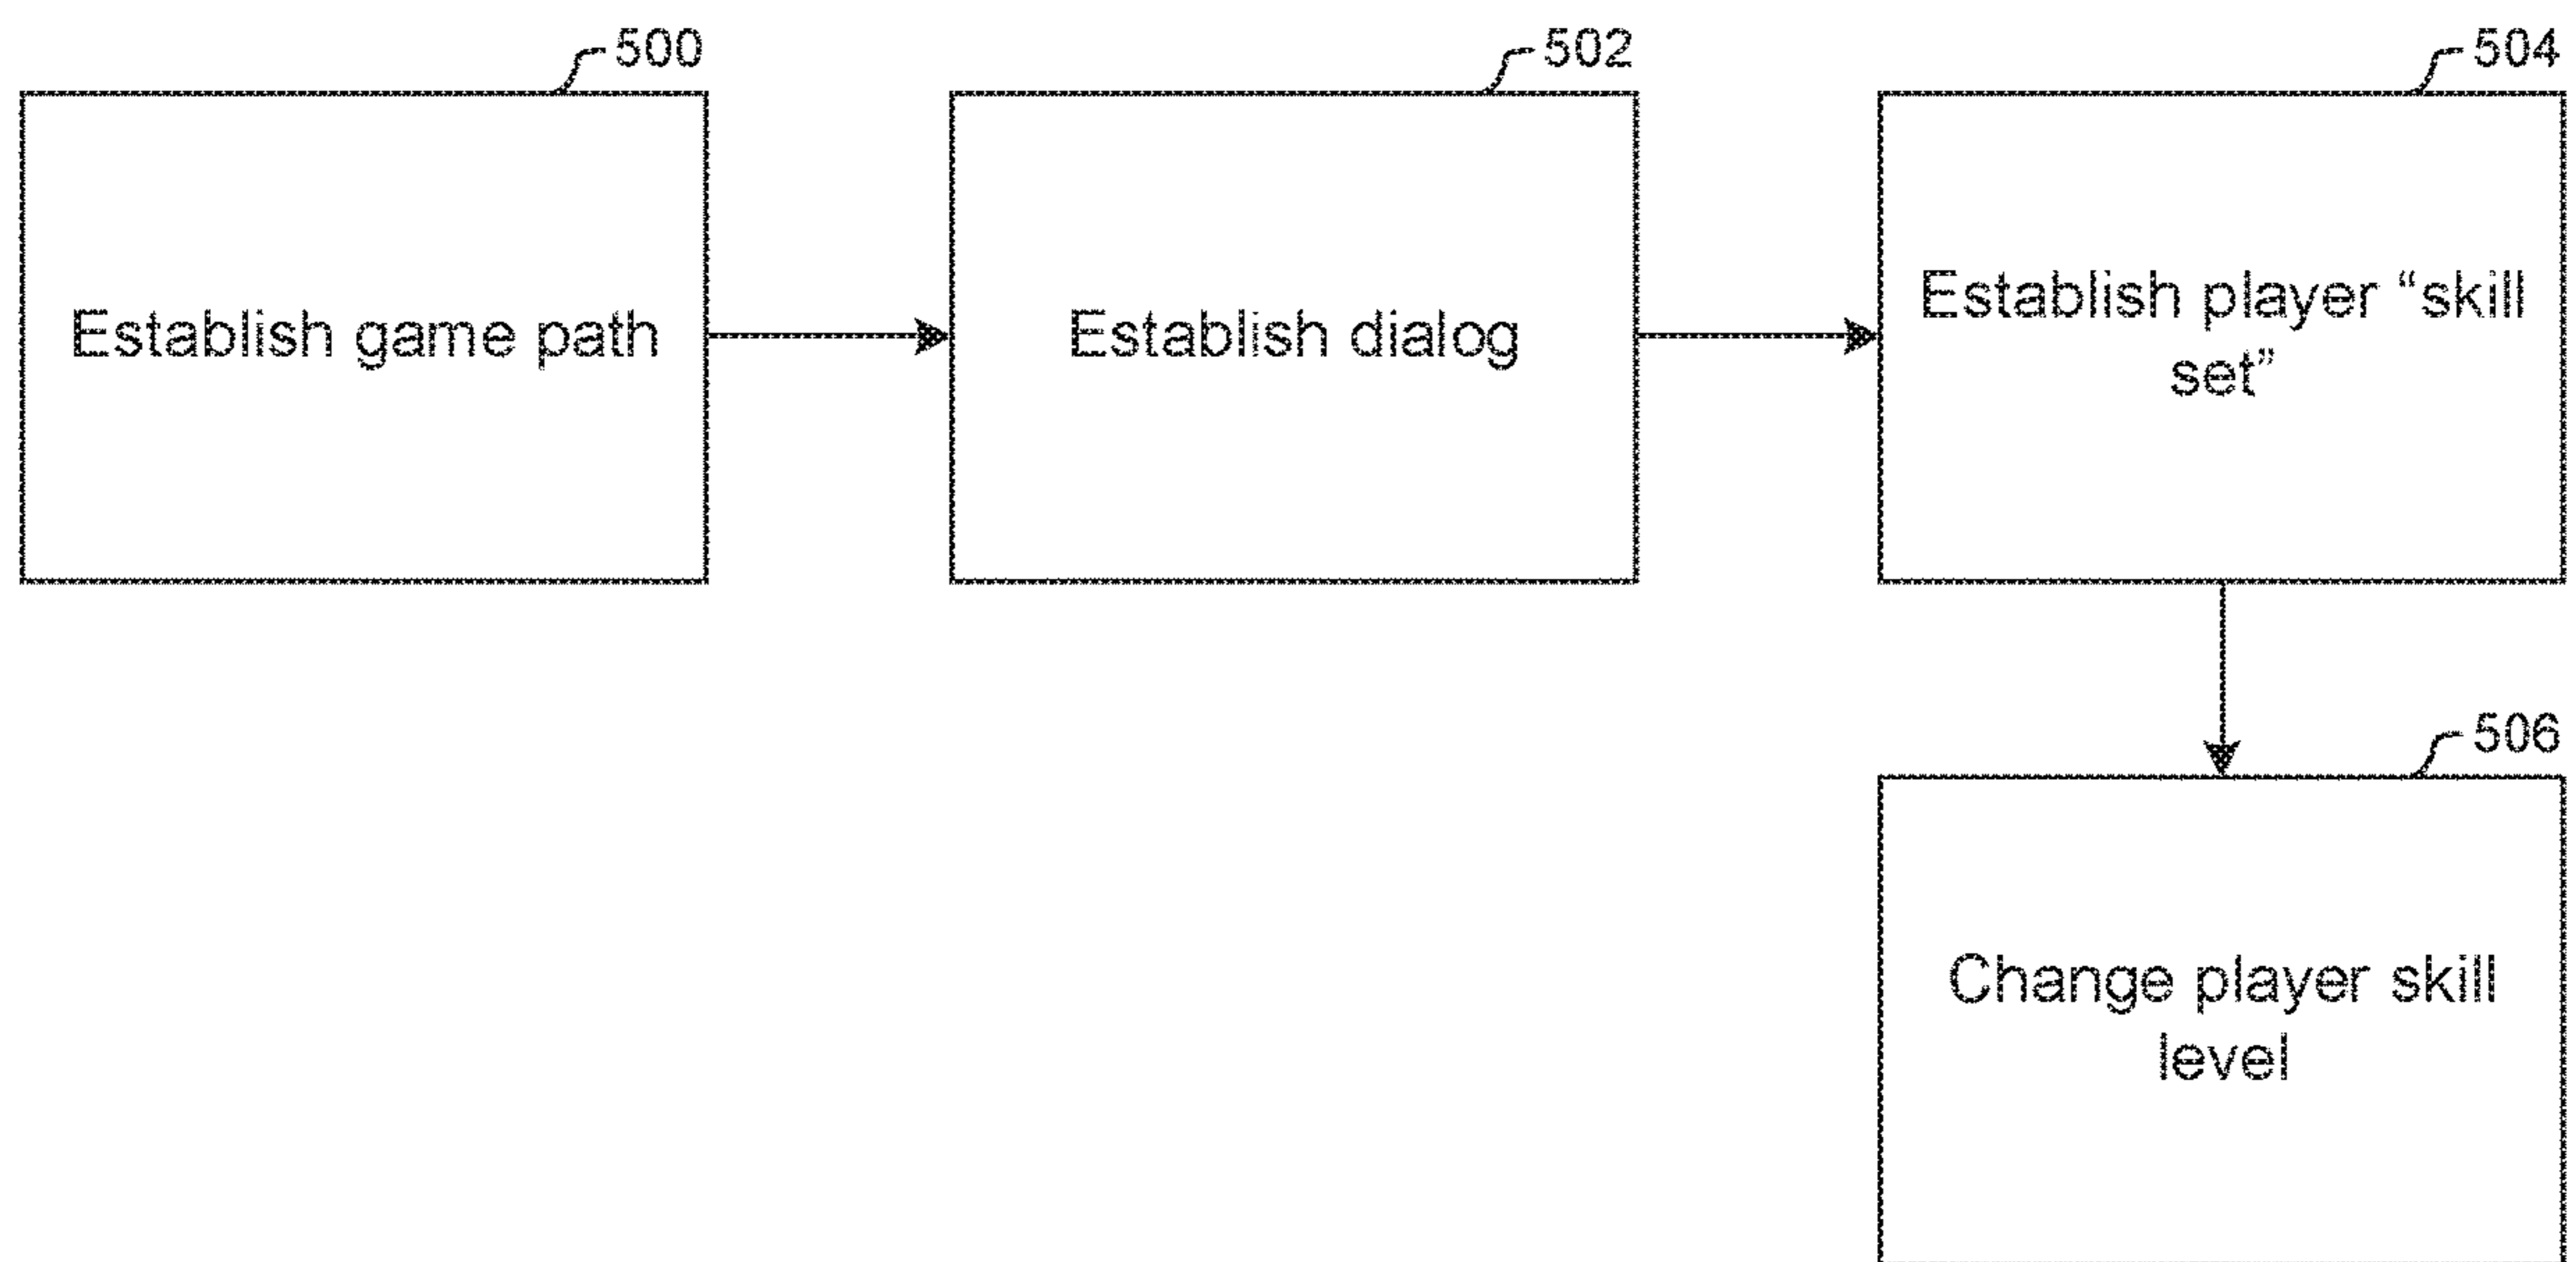 500
Establish game path
502
Establish dialog
504
Establish player “skill
set”
506
Change player skill
level